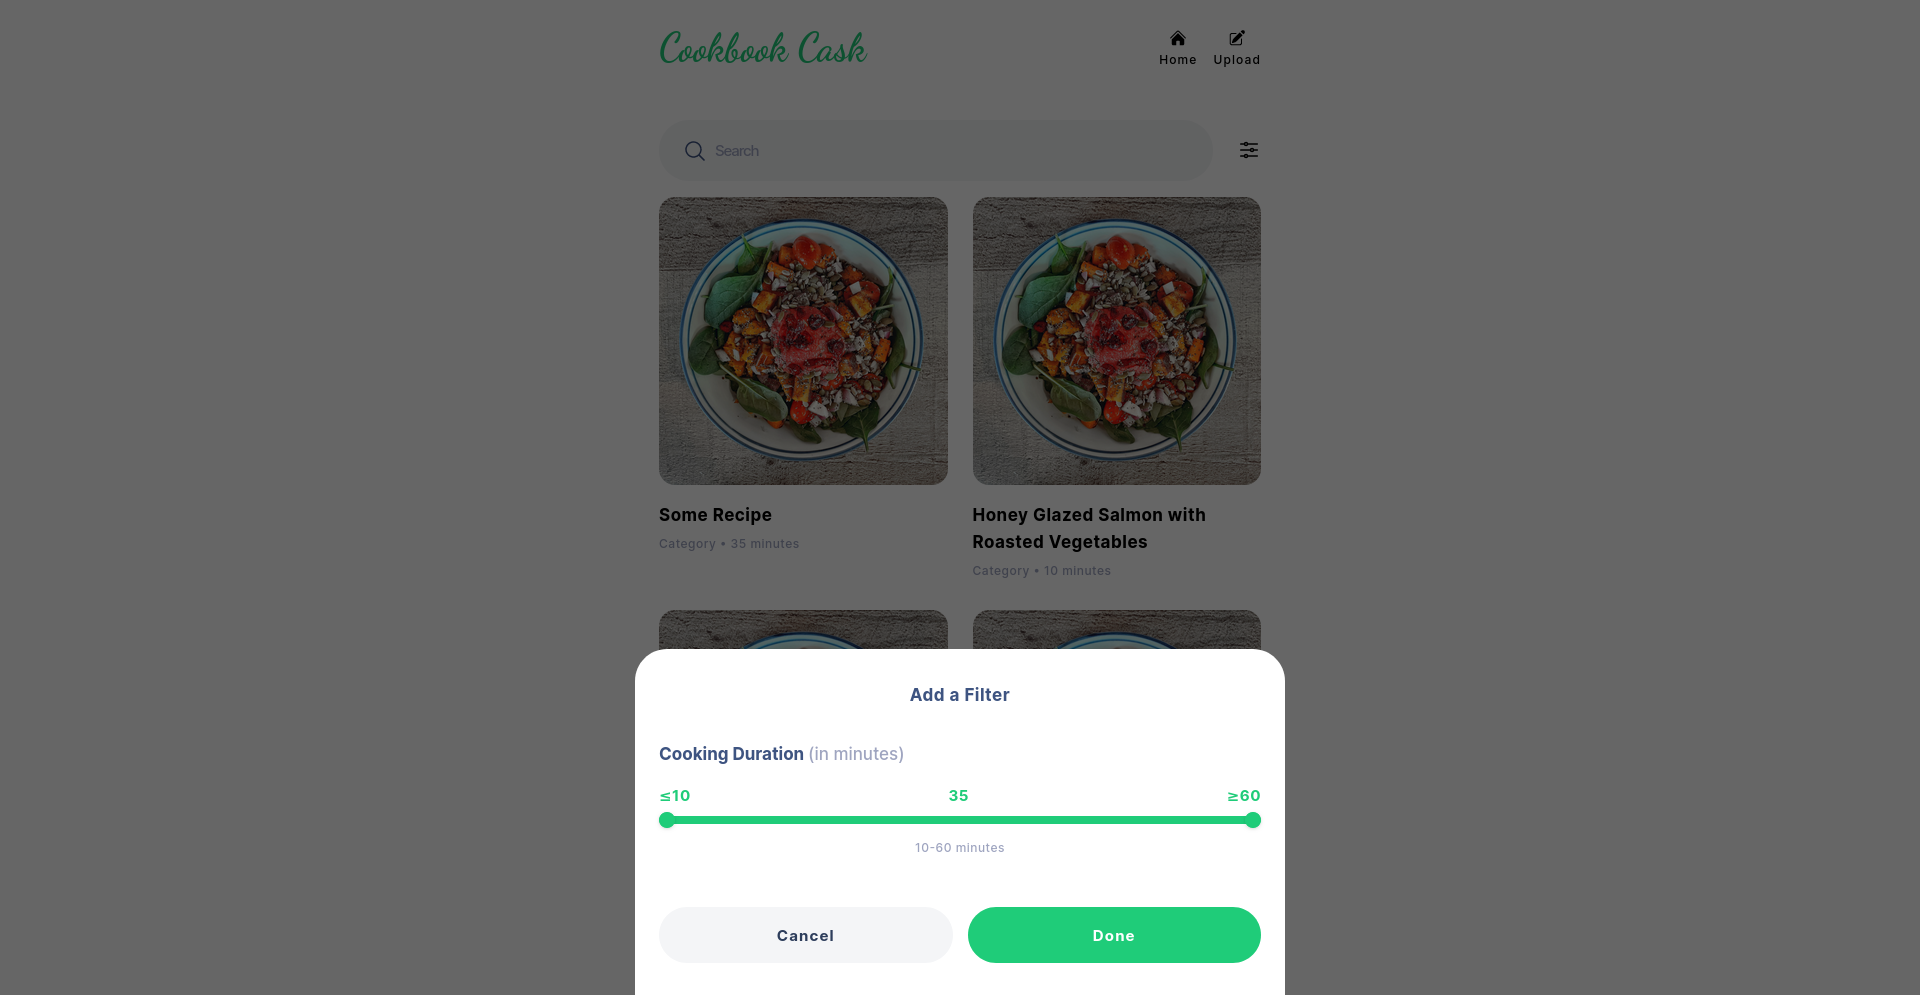 Cookbook Cask
Home
Upload
Search
Some Recipe
Category • 35 minutes
Honey Glazed Salmon with
Roasted Vegetables
Category • 10 minutes
Add a Filter
Cooking Duration (in minutes)
≤10 35 ≥60
10-60 minutes
Cancel
Done